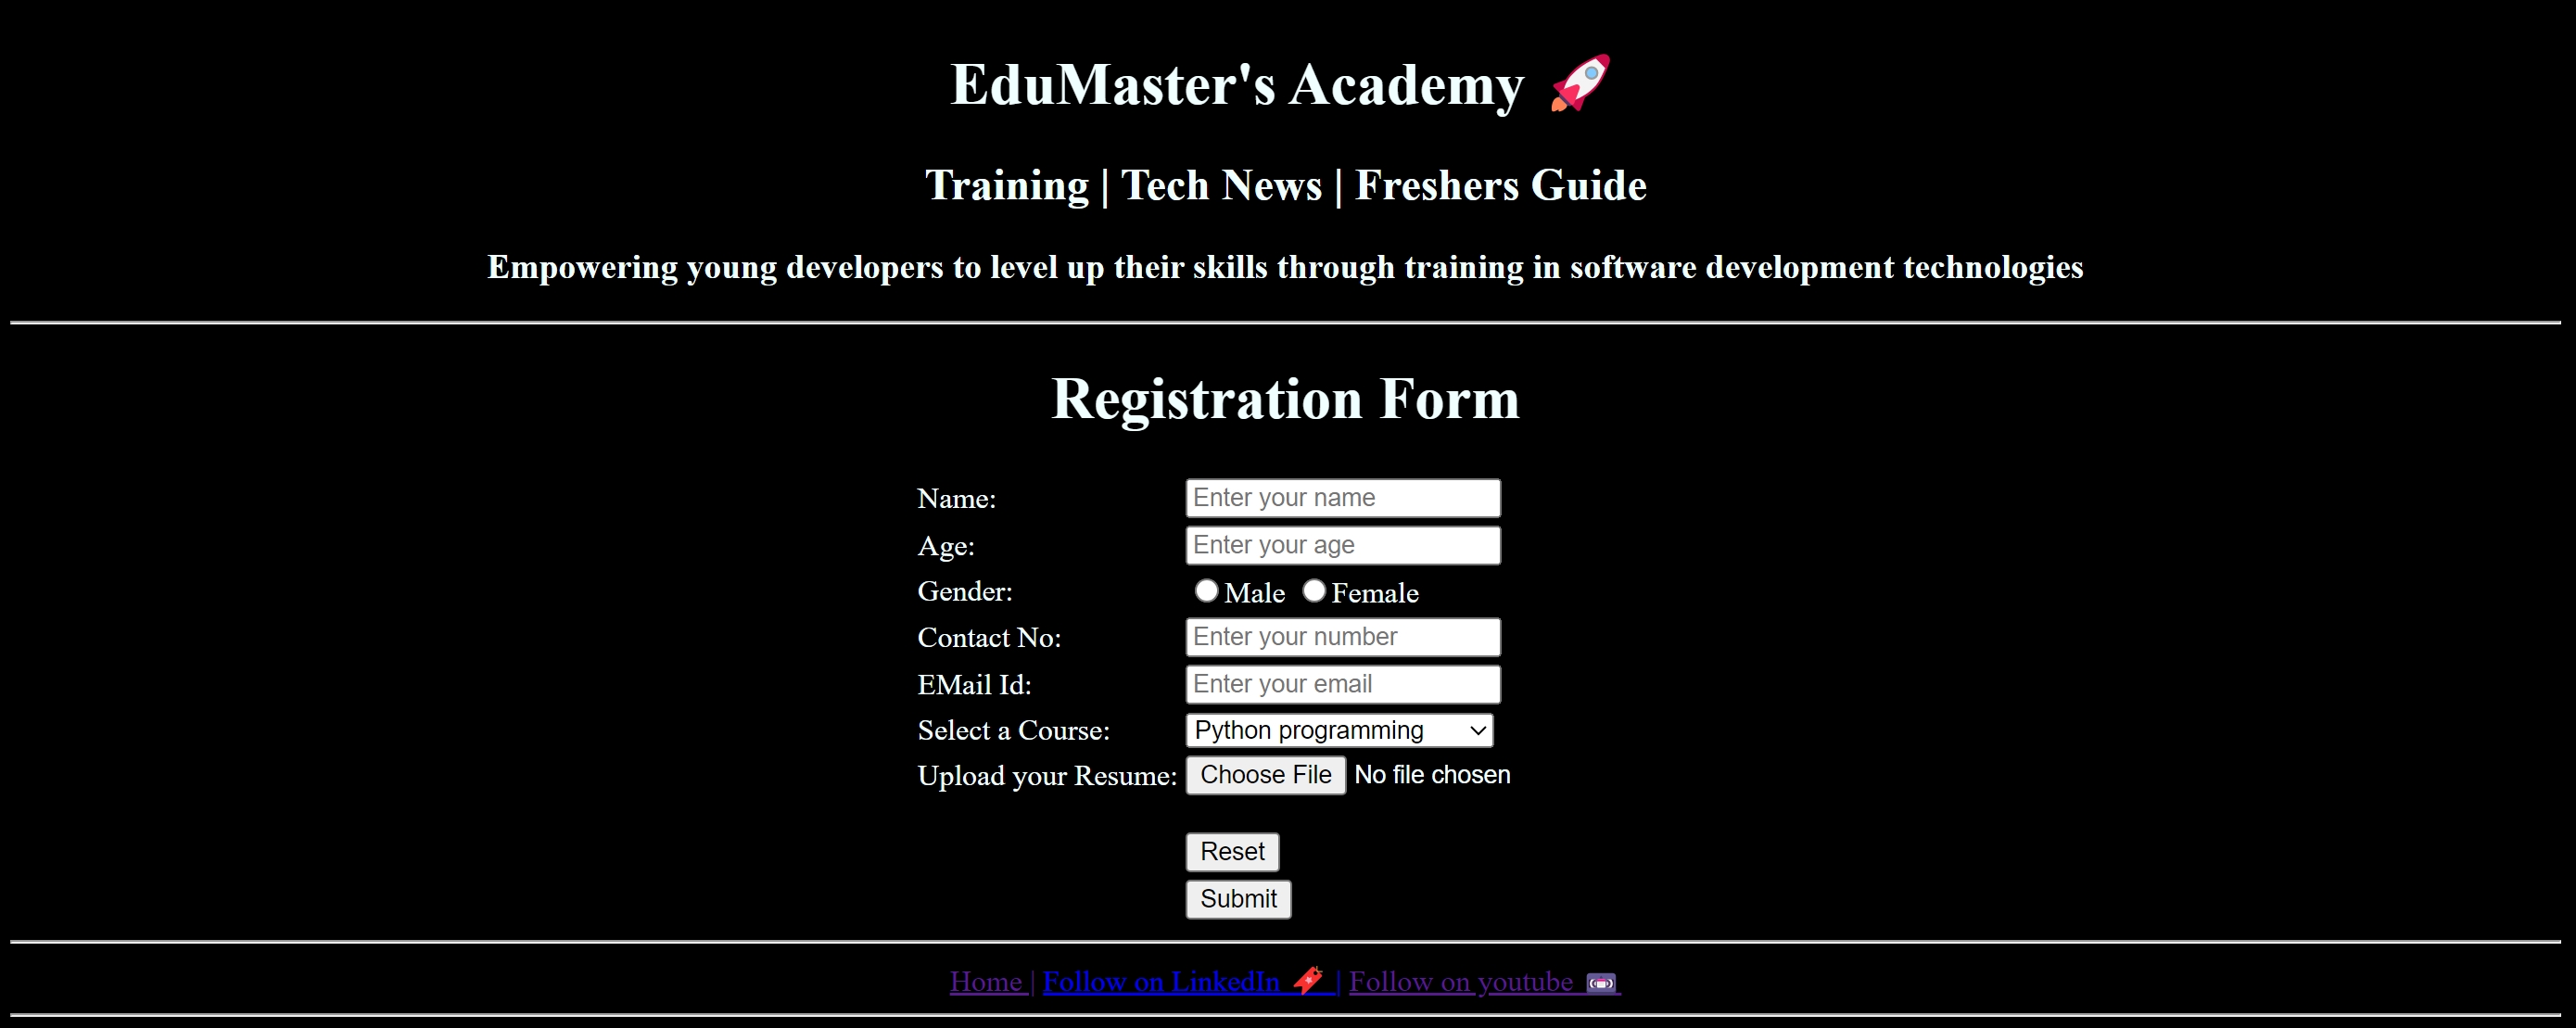 EduMaster's Academy 🚀
Training | Tech News | Freshers Guide
Empowering young developers to level up their skills through training in software development technologies
Registration Form
Name: Enter your name
Age: Enter your age
Gender: Male Female
Contact No: Enter your number
EMail Id: Enter your email
Select a Course: Python programming
Upload your Resume: Choose File No file chosen
Reset
Submit
Home | Follow on LinkedIn | Follow on youtube